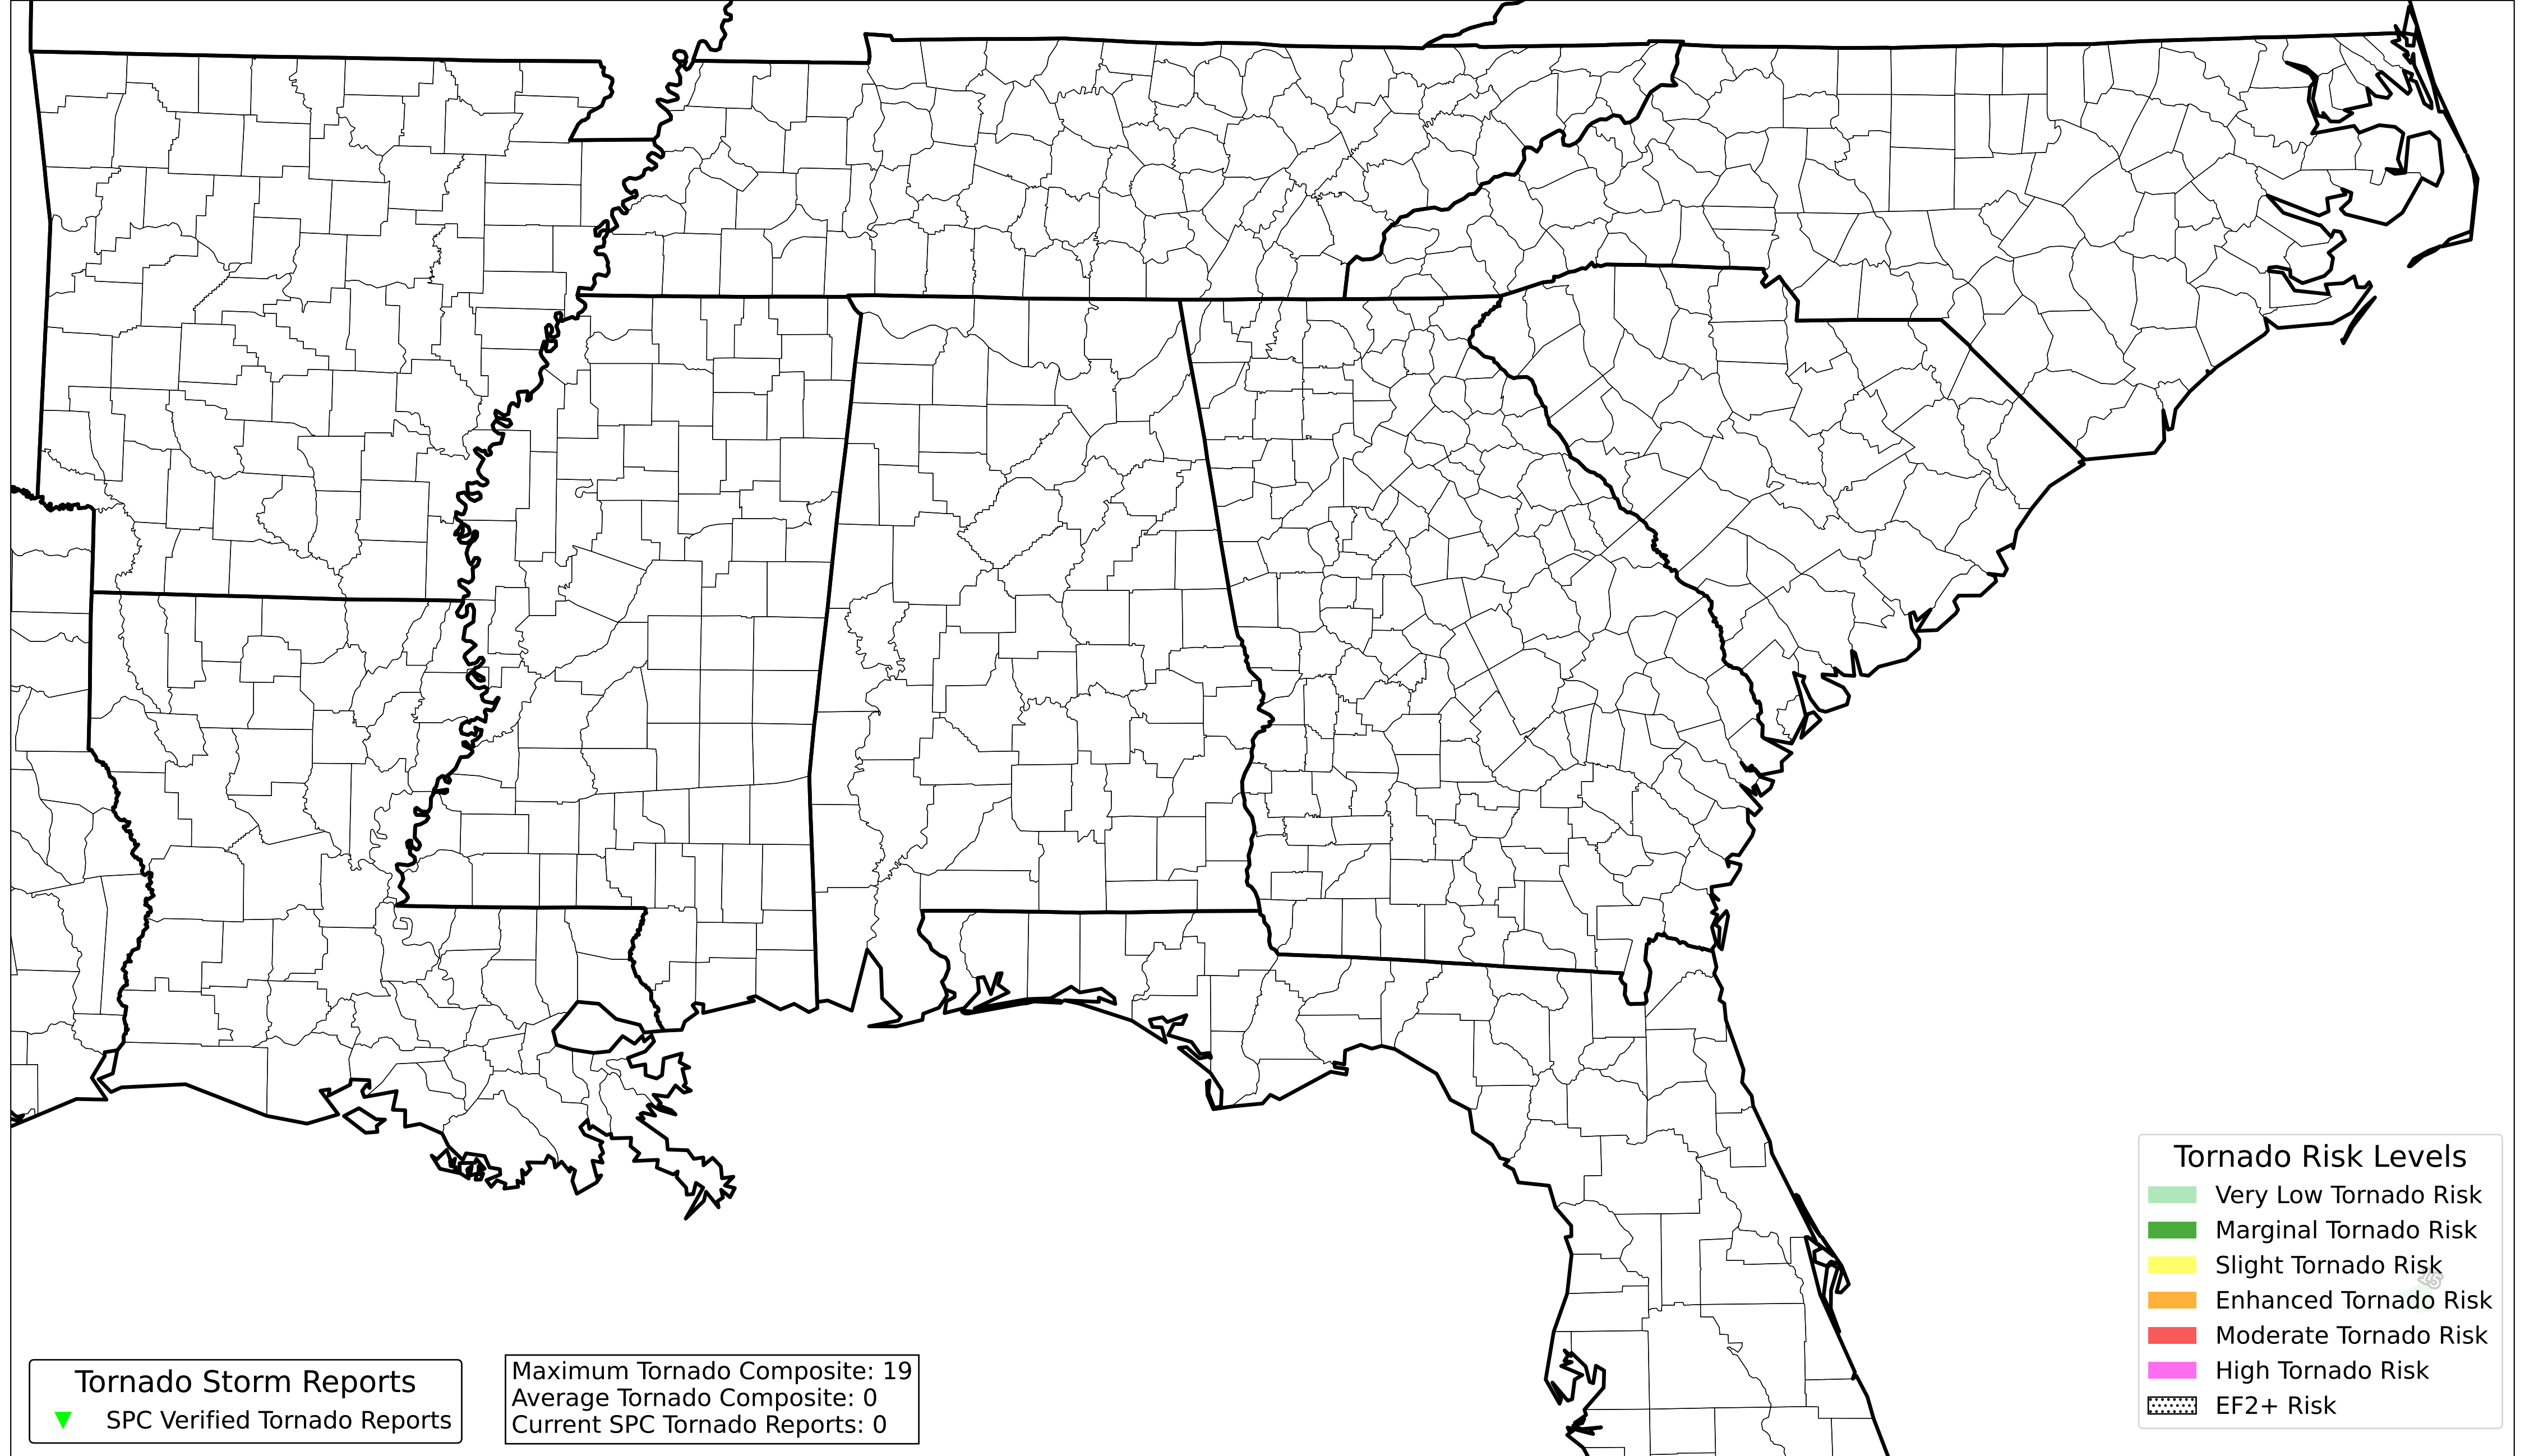 Tornado Storm Reports
SPC Verified Tornado Reports
Maximum Tornado Composite: 19
Average Tornado Composite: 0
Current SPC Tornado Reports: 0
Tornado Risk Levels
Very Low Tornado Risk
Marginal Tornado Risk
Slight Tornado Risk
15
Enhanced Tornado Risk
Moderate Tornado Risk
High Tornado Risk
EF2+ Risk